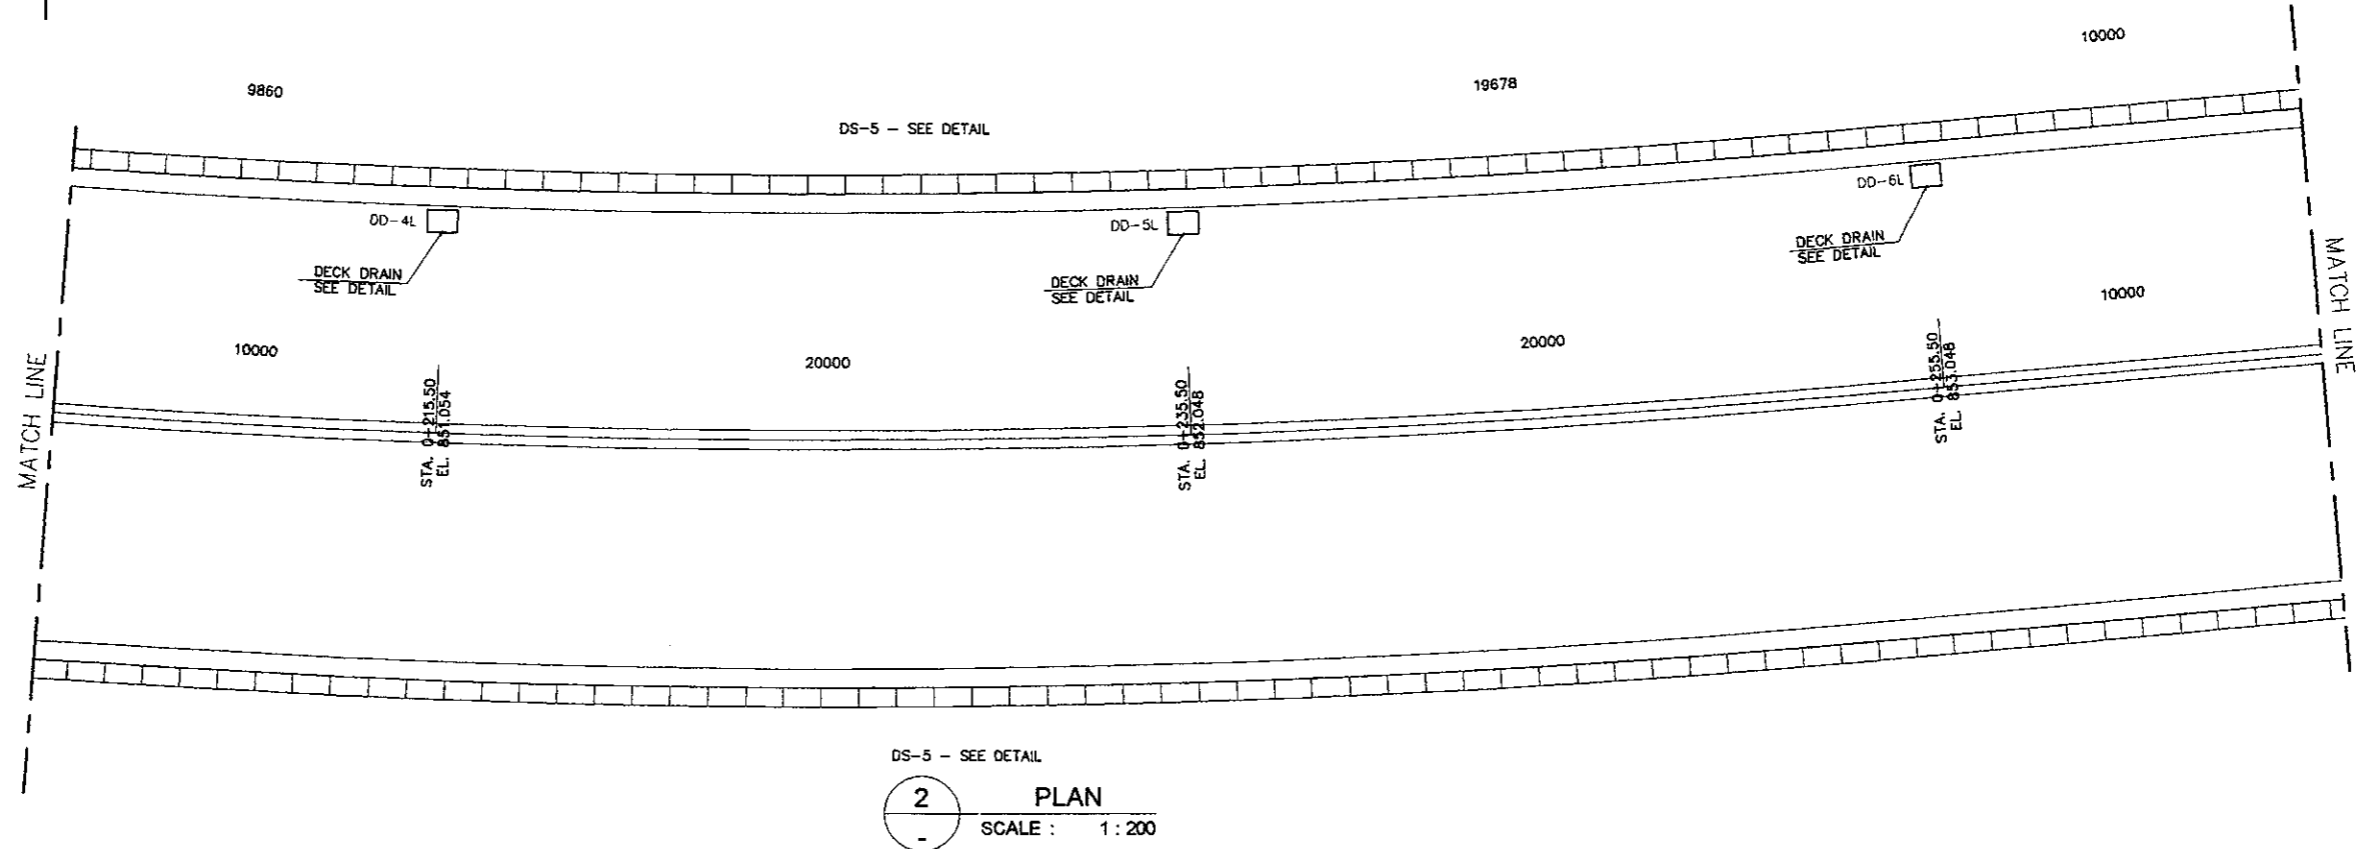 10000
9860
19678
DS-5 - SEE DETAIL
DD-4L
DD-5L
DD-6L
DECK DRAIN
SEE DETAIL
DECK DRAIN
SEE DETAIL
DECK DRAIN
SEE DETAIL
MATCH LINE
10000
20000
20000
10000
MATCH LINE
STA. 0+215.50
EL. 851.054
STA. 0+235.50
EL. 852.048
STA. 0+255.50
EL. 853.048
DS-5 - SEE DETAIL
2
-
PLAN
SCALE : 1 : 200